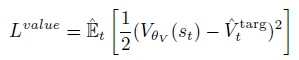 $L^{value} = \hat{\mathbb{E}}_t \left[ \frac{1}{2} (V_{\theta_V}(s_t) - \hat{V}_t^{\text{targ}})^2 \right]$